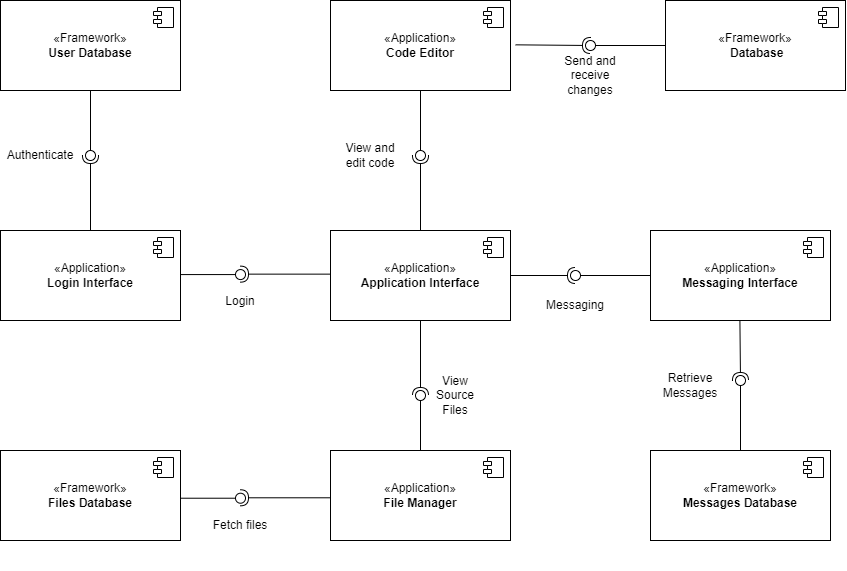 «Framework»
User Database
«Application»
Code Editor
«Framework»
Database
Send and
receive
changes
Authenticate
View and
edit code
«Application»
Login Interface
«Application»
Application Interface
«Application»
Messaging Interface
Login
Messaging
View
Source
Files
Retrieve
Messages
«Framework»
Files Database
«Application»
File Manager
«Framework»
Messages Database
Fetch files